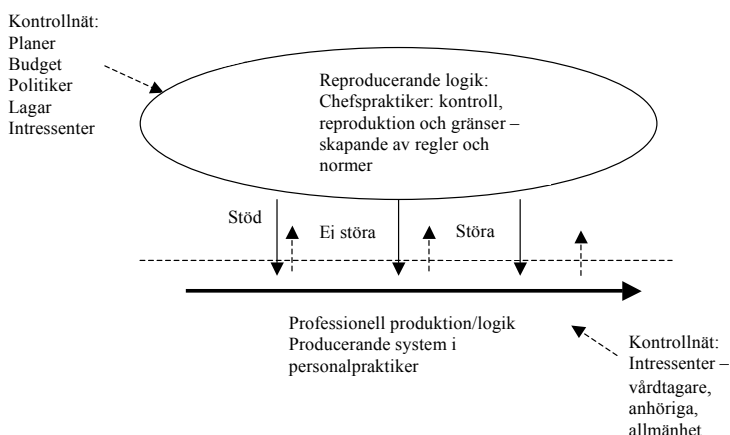 Kontrollnät:
Planer
Budget
Politiker
Lagar
Intressenter
Reproducerande logik:
Chefspraktiker: kontroll,
reproduktion och gränser –
skapande av regler och
normer
Stöd
Ej störa
Störa
Professionell produktion/logik
Producerande system i
personalpraktiker
Kontrollnät:
Intressenter –
vårdtagare,
anhöriga,
allmänhet